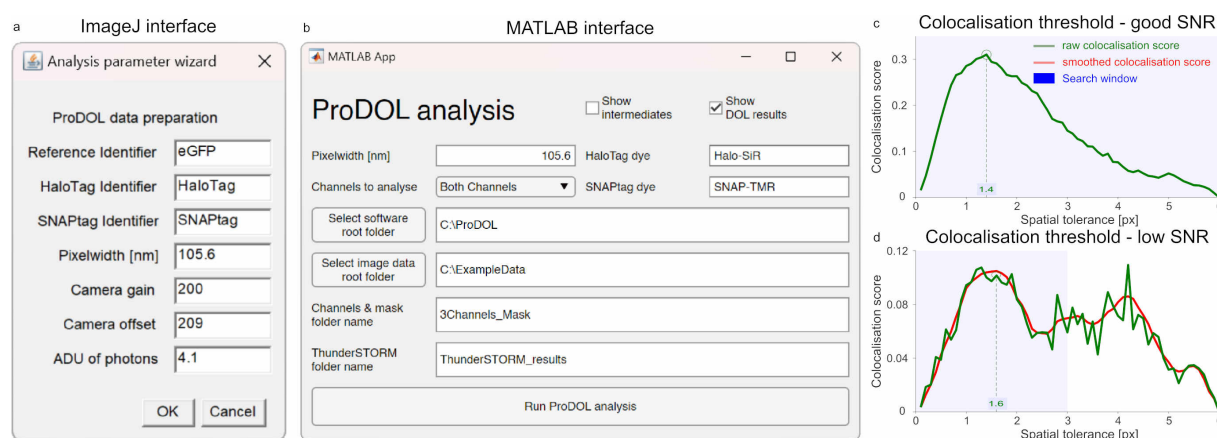 a
ImageJ interface
Analysis parameter wizard
ProDOL data preparation
Reference Identifier eGFP
HaloTag Identifier HaloTag
SNAPtag Identifier SNAPtag
Pixelwidth [nm] 105.6
Camera gain 200
Camera offset 209
ADU of photons 4.1
OK Cancel
b
MATLAB interface
MATLAB App
ProDOL analysis
Show
intermediates
Show
DOL results
Pixelwidth [nm] 105.6 HaloTag dye Halo-SiR
Channels to analyse Both Channels SNAPtag dye SNAP-TMR
Select software
root folder
C:\ProDOL
Select image data
root folder
C:\ExampleData
Channels & mask
folder name
3Channels_Mask
ThunderSTORM
folder name
ThunderSTORM_results
Run ProDOL analysis
c
Colocalisation threshold - good SNR
raw colocalisation score
smoothed colocalisation score
Search window
Colocalisation score
0.3
0.2
0.1
0
1.4
0 1 2 3 4 5
Spatial tolerance [px]
d
Colocalisation threshold - low SNR
Colocalisation score
0.12
0.08
0.04
0
1.6
0 1 2 3 4 5
Spatial tolerance [px]